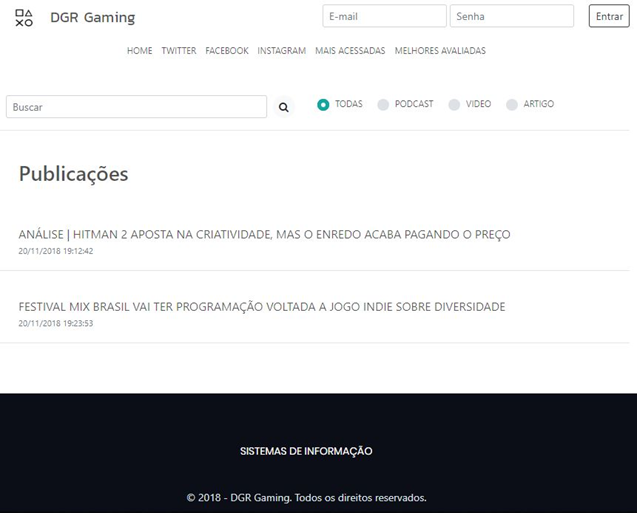 DGR Gaming
E-mail Senha Entrar
HOME TWITTER FACEBOOK INSTAGRAM MAIS ACESSADAS MELHORES AVALIADAS
Buscar TODAS PODCAST VIDEO ARTIGO
Publicações
ANÁLISE | HITMAN 2 APOSTA NA CRIATIVIDADE, MAS O ENREDO ACABA PAGANDO O PREÇO
20/11/2018 19:12:42
FESTIVAL MIX BRASIL VAI TER PROGRAMAÇÃO VOLTADA A JOGO INDIE SOBRE DIVERSIDADE
20/11/2018 19:23:53
SISTEMAS DE INFORMAÇÃO
© 2018 - DGR Gaming. Todos os direitos reservados.